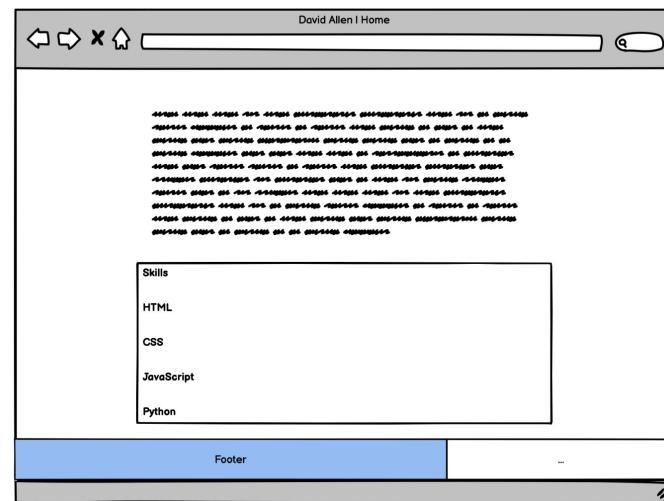 David Allen | Home
Skills
HTML
CSS
JavaScript
Python
Footer
...